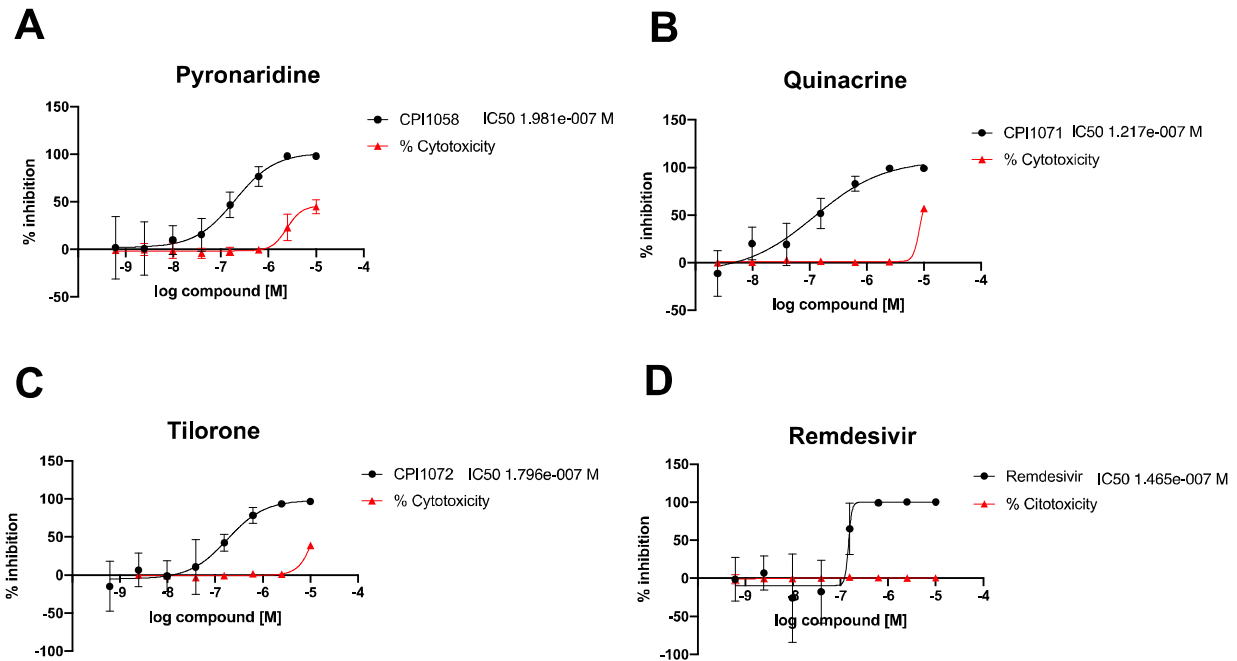 A
Pyronaridine
150
100
50
0
-50
% inhibition
-9
-8
-7
-6
-5
-4
log compound [M]
CPI1058 IC50 1.981e-007 M
% Cytotoxicity
B
Quinacrine
150
100
50
0
-50
% inhibition
-8
-7
-6
-5
-4
log compound [M]
CPI1071 IC50 1.217e-007 M
% Cytotoxicity
C
Tilorone
100
50
0
-50
-100
% inhibition
-9
-8
-7
-6
-5
-4
log compound [M]
CPI1072 IC50 1.796e-007 M
% Cytotoxicity
D
Remdesivir
150
100
50
0
-50
-100
% inhibition
-9
-8
-7
-6
-5
-4
log compound [M]
Remdesivir IC50 1.465e-007 M
% Citotoxicity